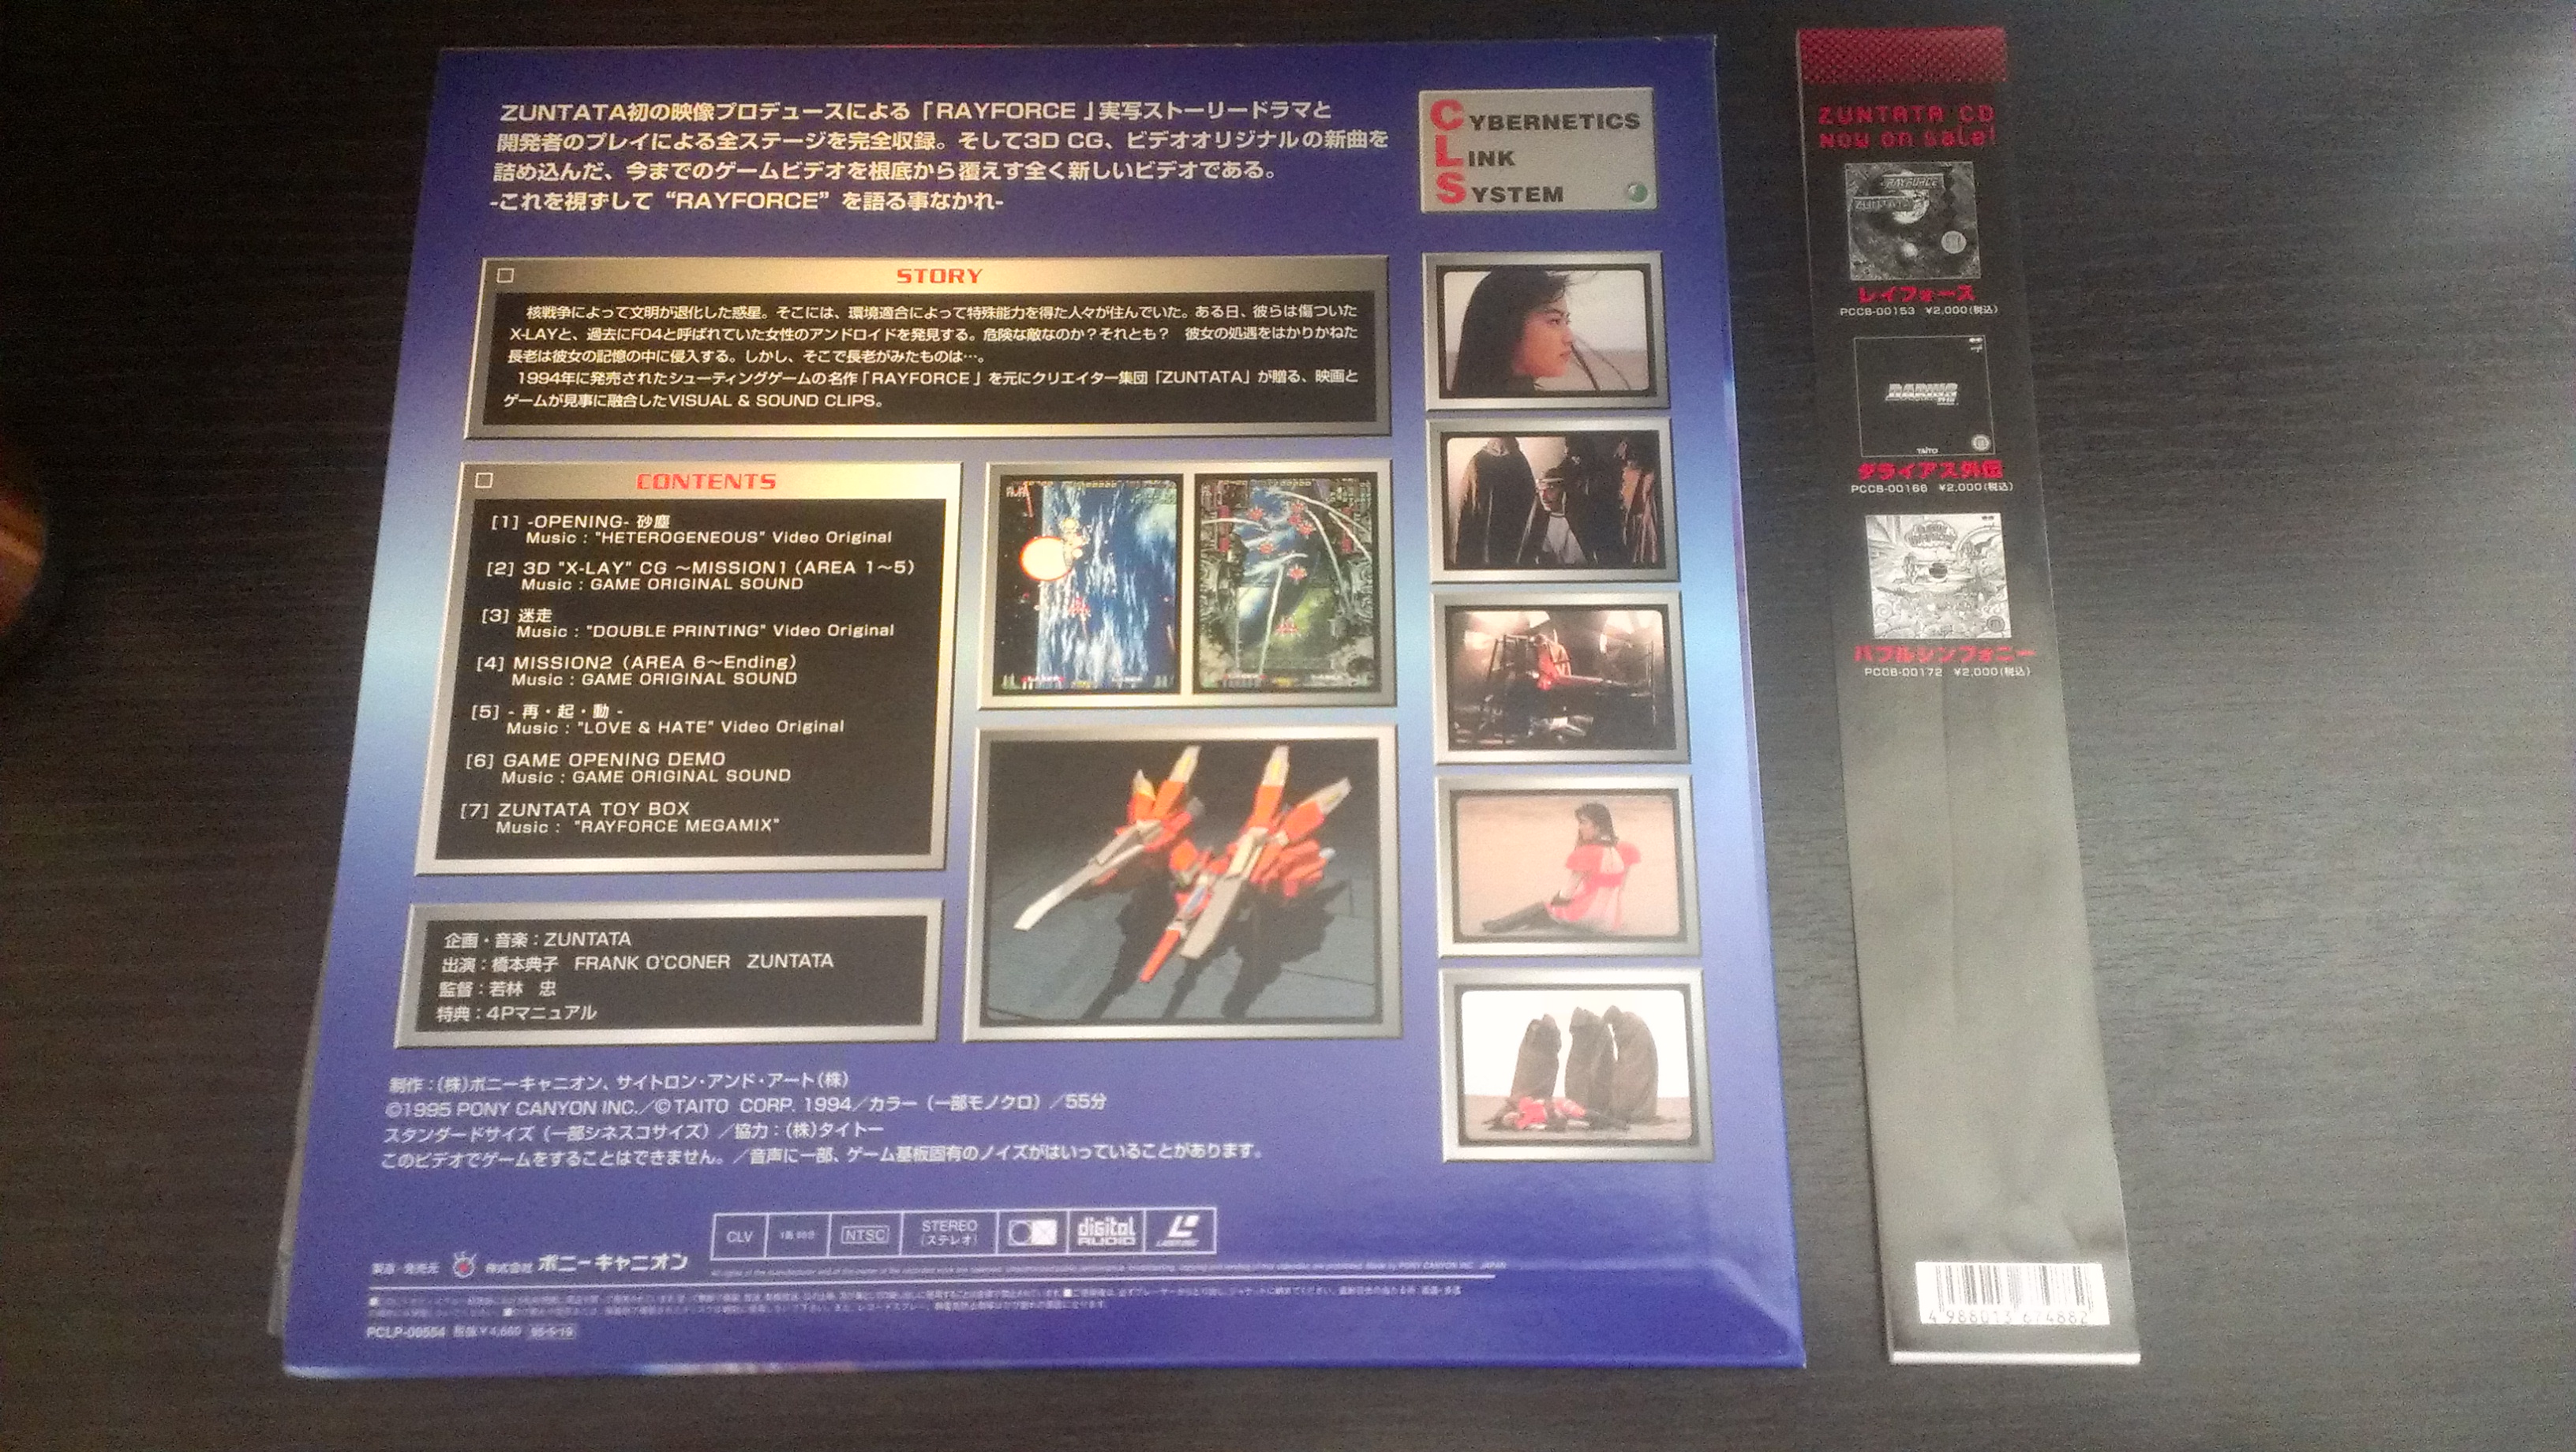 ZUNTATA初の映像プロデュースによる「RAYFORCE」実写ストーリードラマと
開発者のプレイによる全ステージを完全収録。そして3D CG、ビデオオリジナルの新曲を
詰め込んだ、今までのゲームビデオを根底から覆えす全く新しいビデオである。
-これを視ずして“RAYFORCE”を語る事なかれ-
CYBERNETICS
LINK
SYSTEM
STORY
核戦争によって文明が退化した惑星。そこには、環境適合によって特殊能力を得た人々が住んでいた。ある日、彼らは傷ついた
X-LAYと、過去にF04と呼ばれていた女性のアンドロイドを発見する。危険な敵なのか？それとも？　彼女の処遇をはかりかねた
長老は彼女の記憶の中に侵入する。しかし、そこで長老がみたものは…。
1994年に発売されたシューティングゲームの名作「RAYFORCE」を元にクリエイター集団「ZUNTATA」が贈る、映画と
ゲームが見事に融合したVISUAL & SOUND CLIPS。
CONTENTS
[1] -OPENING- 砂塵
Music : "HETEROGENEOUS" Video Original
[2] 3D "X-LAY" CG ～MISSION1 (AREA 1～5)
Music : GAME ORIGINAL SOUND
[3] 迷走
Music : "DOUBLE PRINTING" Video Original
[4] MISSION2 (AREA 6～Ending)
Music : GAME ORIGINAL SOUND
[5] - 再・起・動 -
Music : "LOVE & HATE" Video Original
[6] GAME OPENING DEMO
Music : GAME ORIGINAL SOUND
[7] ZUNTATA TOY BOX
Music : "RAYFORCE MEGAMIX"
企画・音楽：ZUNTATA
出演：橋本典子　FRANK O'CONER　ZUNTATA
監督：若林　忠
特典：4Pマニュアル
制作：(株)ポニーキャニオン、サイトロン・アンド・アート(株)
©1995 PONY CANYON INC.／© TAITO CORP. 1994／カラー（一部モノクロ）／55分
スタンダードサイズ（一部シネスコサイズ）／協力：(株)タイトー
このビデオでゲームをすることはできません。／音声に一部、ゲーム基板固有のノイズがはいっていることがあります。
CLV
NTSC
STEREO
(ステレオ)
digital
AUDIO
製造・発売元 株式会社 ポニーキャニオン
PCLP-00554
ZUNTATA CD
Now on Sale!
RAYFORCE
ZUNTATA
レイフォース
PCCB-00153 ¥2,000(税込)
TAITO
ダライアス外伝
PCCB-00166 ¥2,000(税込)
バブルシンフォニー
PCCB-00172 ¥2,000(税込)
4 988013 674882